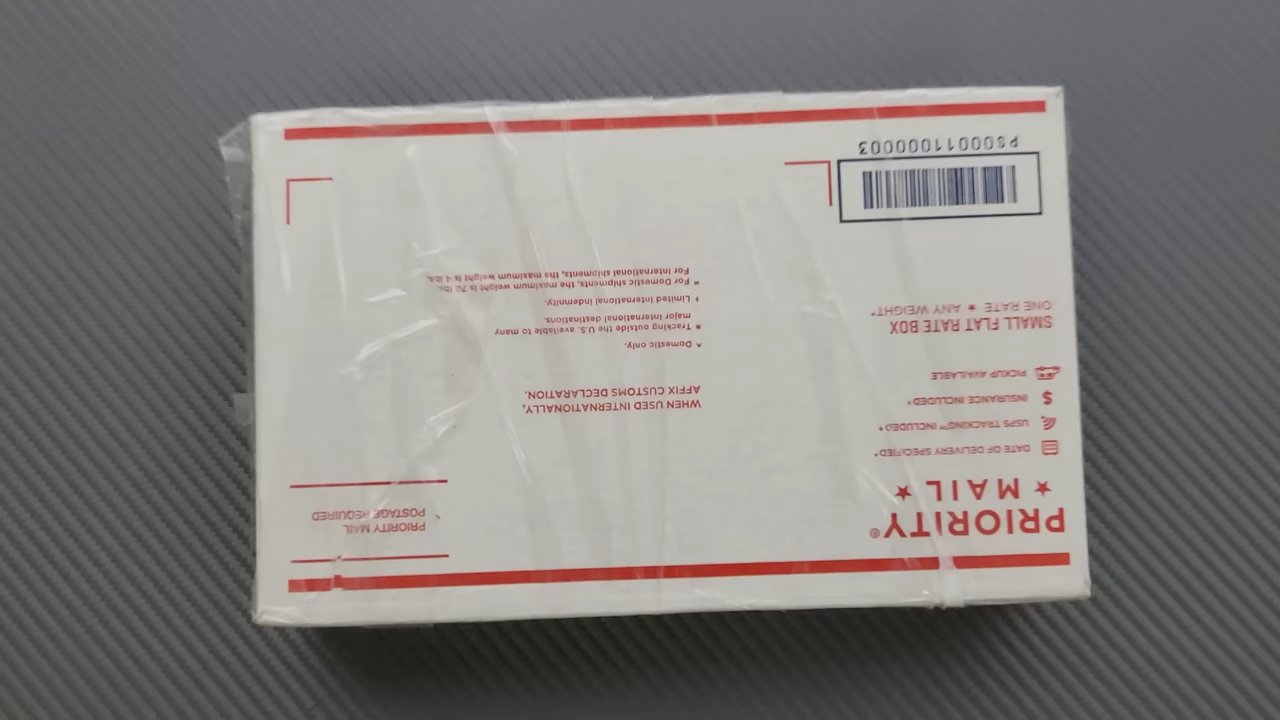 PRIORITY®
★ MAIL ★
DATE OF DELIVERY SPECIFIED*
USPS TRACKING™ INCLUDED*
$ INSURANCE INCLUDED*
PICKUP AVAILABLE
SMALL FLAT RATE BOX
ONE RATE ★ ANY WEIGHT*
PS00011000003
WHEN USED INTERNATIONALLY,
AFFIX CUSTOMS DECLARATION.
Domestic only.
Tracking outside the U.S. available to many
major international destinations.
Limited international indemnity.
For Domestic shipments, the maximum weight is 70 lbs.
For international shipments, the maximum weight is 4 lbs.
PRIORITY MAIL
POSTAGE REQUIRED